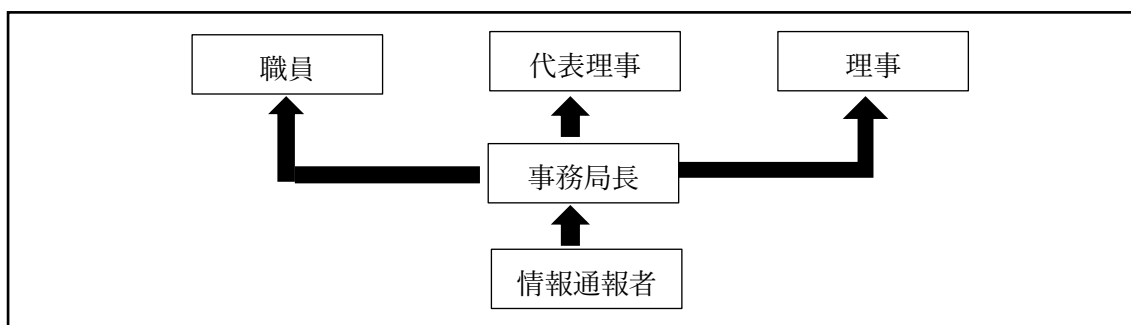 職員
代表理事
理事
事務局長
情報通報者